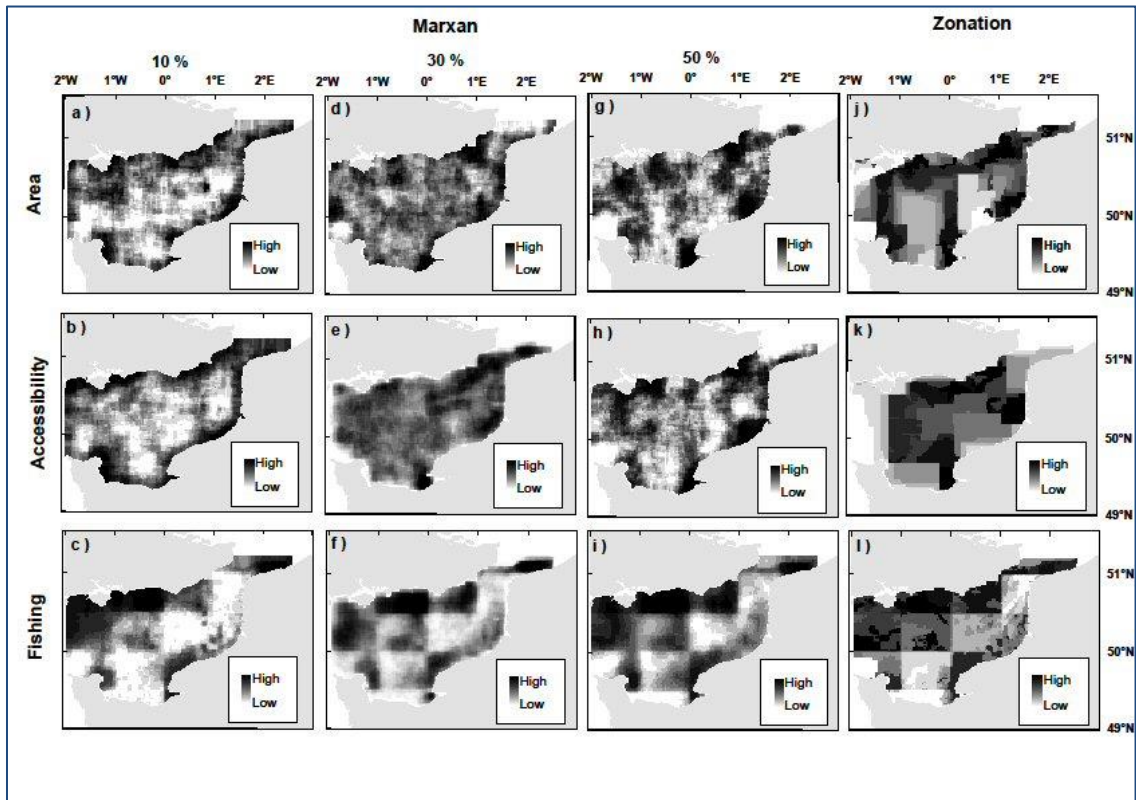 Marxan
Zonation
10 %
30 %
50 %
2°W 1°W 0° 1°E 2°E
2°W 1°W 0° 1°E 2°E
2°W 1°W 0° 1°E 2°E
2°W 1°W 0° 1°E 2°E
Area
a )
High
Low
d )
High
Low
g )
High
Low
j )
High
Low
51°N
50°N
49°N
Accessibility
b )
High
Low
e )
High
Low
h )
High
Low
k )
High
Low
51°N
50°N
49°N
Fishing
c )
High
Low
f )
High
Low
i )
High
Low
l )
High
Low
51°N
50°N
49°N